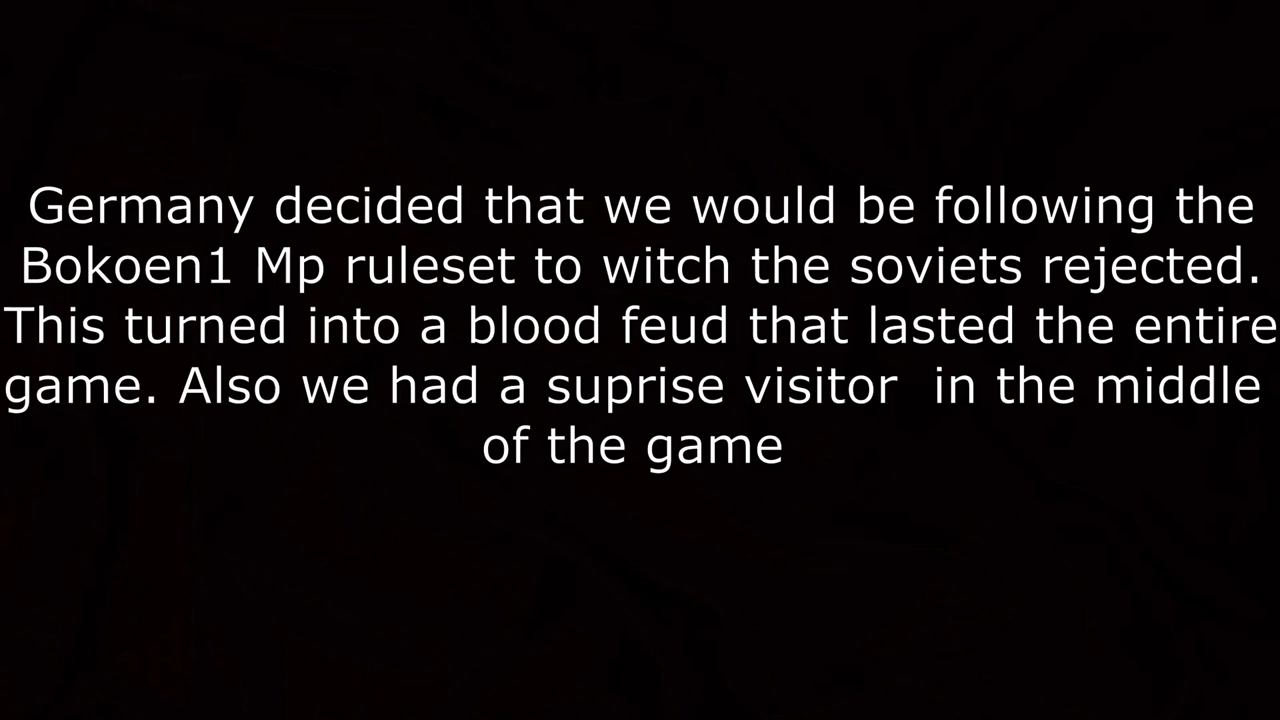 Germany decided that we would be following the
Bokoen1 Mp ruleset to witch the soviets rejected.
This turned into a blood feud that lasted the entire
game. Also we had a suprise visitor  in the middle
of the game